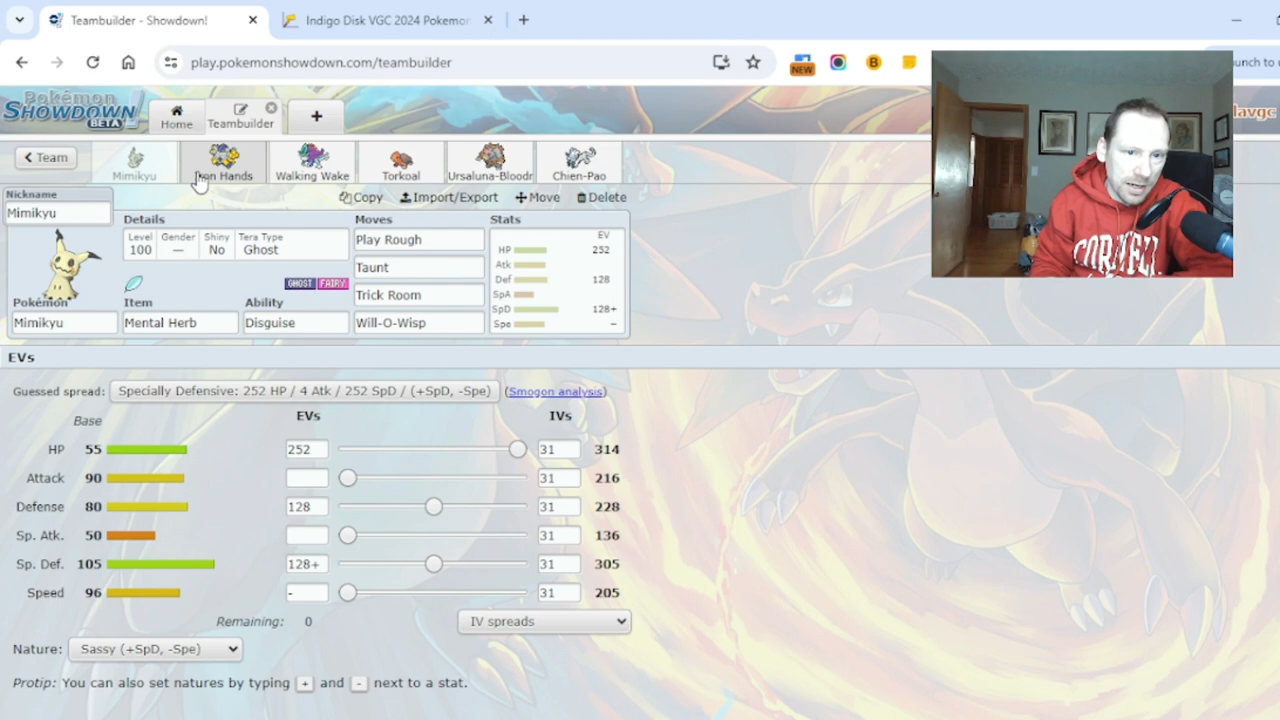 Teambuilder - Showdown!
Indigo Disk VGC 2024 Pokemon
play.pokemonshowdown.com/teambuilder
NEW
B
Pokémon
SHOWDOWN
BETA
Home
Teambuilder
+
Team
Mimikyu
Iron Hands
Walking Wake
Torkoal
Ursaluna-Bloodr
Chien-Pao
Nickname
Mimikyu
Copy
Import/Export
Move
Delete
Details
Level
100
Gender
—
Shiny
No
Tera Type
Ghost
Moves
Play Rough
Taunt
Trick Room
Will-O-Wisp
Stats
EV
HP 252
Atk
Def 128
SpA
SpD 128+
Spe –
GHOST FAIRY
Pokémon
Mimikyu
Item
Mental Herb
Ability
Disguise
EVs
Guessed spread: Specially Defensive: 252 HP / 4 Atk / 252 SpD / (+SpD, -Spe) (Smogon analysis)
Base EVs IVs
HP 55 252 31 314
Attack 90 31 216
Defense 80 128 31 228
Sp. Atk. 50 31 136
Sp. Def. 105 128+ 31 305
Speed 96 - 31 205
Remaining: 0 IV spreads
Nature: Sassy (+SpD, -Spe)
Protip: You can also set natures by typing + and - next to a stat.
CORNELL